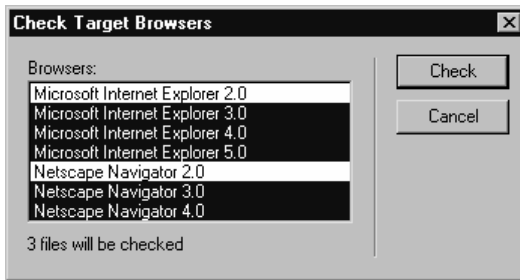 Check Target Browsers
Browsers:
Microsoft Internet Explorer 2.0
Microsoft Internet Explorer 3.0
Microsoft Internet Explorer 4.0
Microsoft Internet Explorer 5.0
Netscape Navigator 2.0
Netscape Navigator 3.0
Netscape Navigator 4.0
3 files will be checked
Check
Cancel